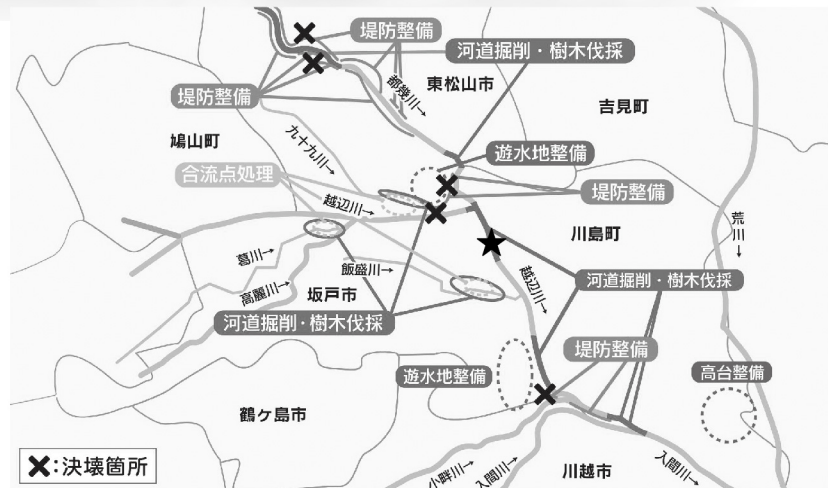 堤防整備
河道掘削・樹木伐採
東松山市
都幾川→
吉見町
堤防整備
鳩山町
九十九川→
遊水地整備
合流点処理
堤防整備
越辺川→
荒川→
川島町
葛川→
飯盛川→
越辺川→
河道掘削・樹木伐採
高麗川→
坂戸市
河道掘削・樹木伐採
堤防整備
遊水地整備
高台整備
鶴ヶ島市
✖:決壊箇所
小畔川→
入間川→
川越市
入間川→